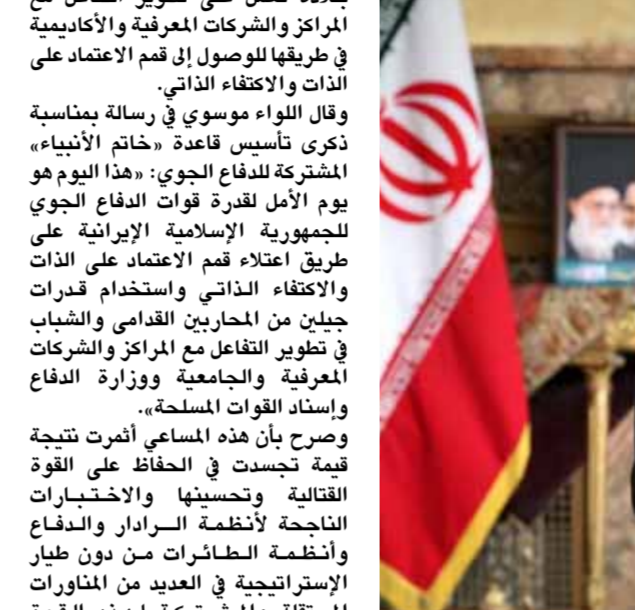 المراكز والشركات المعرفية والأكاديمية
في طريقها للوصول إلى قمم الاعتماد على
الذات والاكتفاء الذاتي.
وقال اللواء موسوي في رسالة بمناسبة
ذكرى تأسيس قاعدة «خاتم الأنبياء»
المشتركة للدفاع الجوي: «هذا اليوم هو
يوم الأمل لقدرة قوات الدفاع الجوي
للجمهورية الإسلامية الإيرانية على
طريق اعتلاء قمم الاعتماد على الذات
والاكتفاء الذاتي واستخدام قدرات
جيلين من المحاربين القدامى والشباب
في تطوير التفاعل مع المراكز والشركات
المعرفية والجامعية ووزارة الدفاع
وإسناد القوات المسلحة».
وصرح بأن هذه المساعي أثمرت نتيجة
قيمة تجسدت في الحفاظ على القوة
القتالية وتحسينها والاختبارات
الناجحة لأنظمة الرادار والدفاع
وأنظمة الطائرات من دون طيار
الإستراتيجية في العديد من المناورات